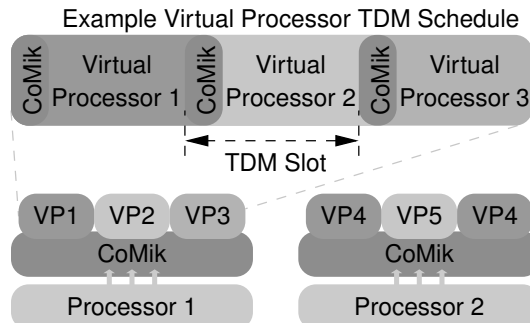 Example Virtual Processor TDM Schedule
CoMik
Virtual
Processor 1
CoMik
Virtual
Processor 2
CoMik
Virtual
Processor 3
TDM Slot
VP1 VP2 VP3
CoMik
Processor 1
VP4 VP5 VP4
CoMik
Processor 2